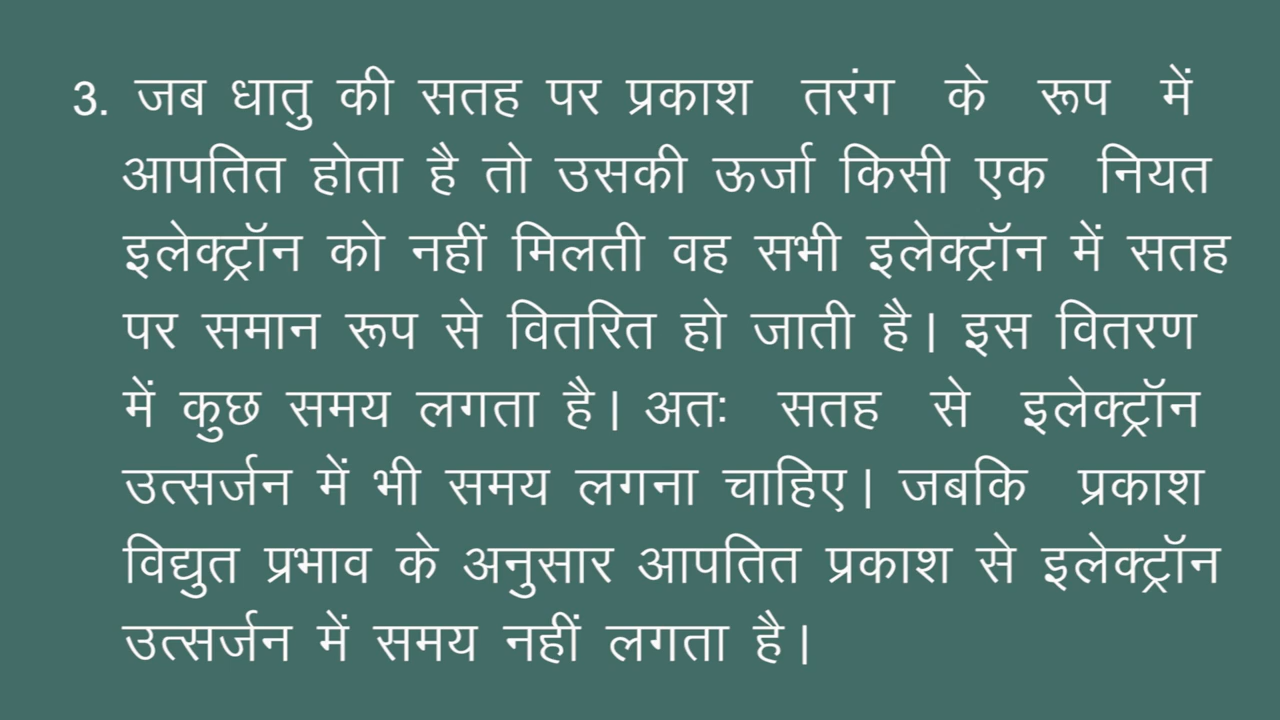 3. जब धातु की सतह पर प्रकाश तरंग के रूप में
आपतित होता है तो उसकी ऊर्जा किसी एक नियत
इलेक्ट्रॉन को नहीं मिलती वह सभी इलेक्ट्रॉन में सतह
पर समान रूप से वितरित हो जाती है। इस वितरण
में कुछ समय लगता है। अतः सतह से इलेक्ट्रॉन
उत्सर्जन में भी समय लगना चाहिए। जबकि प्रकाश
विद्युत प्रभाव के अनुसार आपतित प्रकाश से इलेक्ट्रॉन
उत्सर्जन में समय नहीं लगता है।